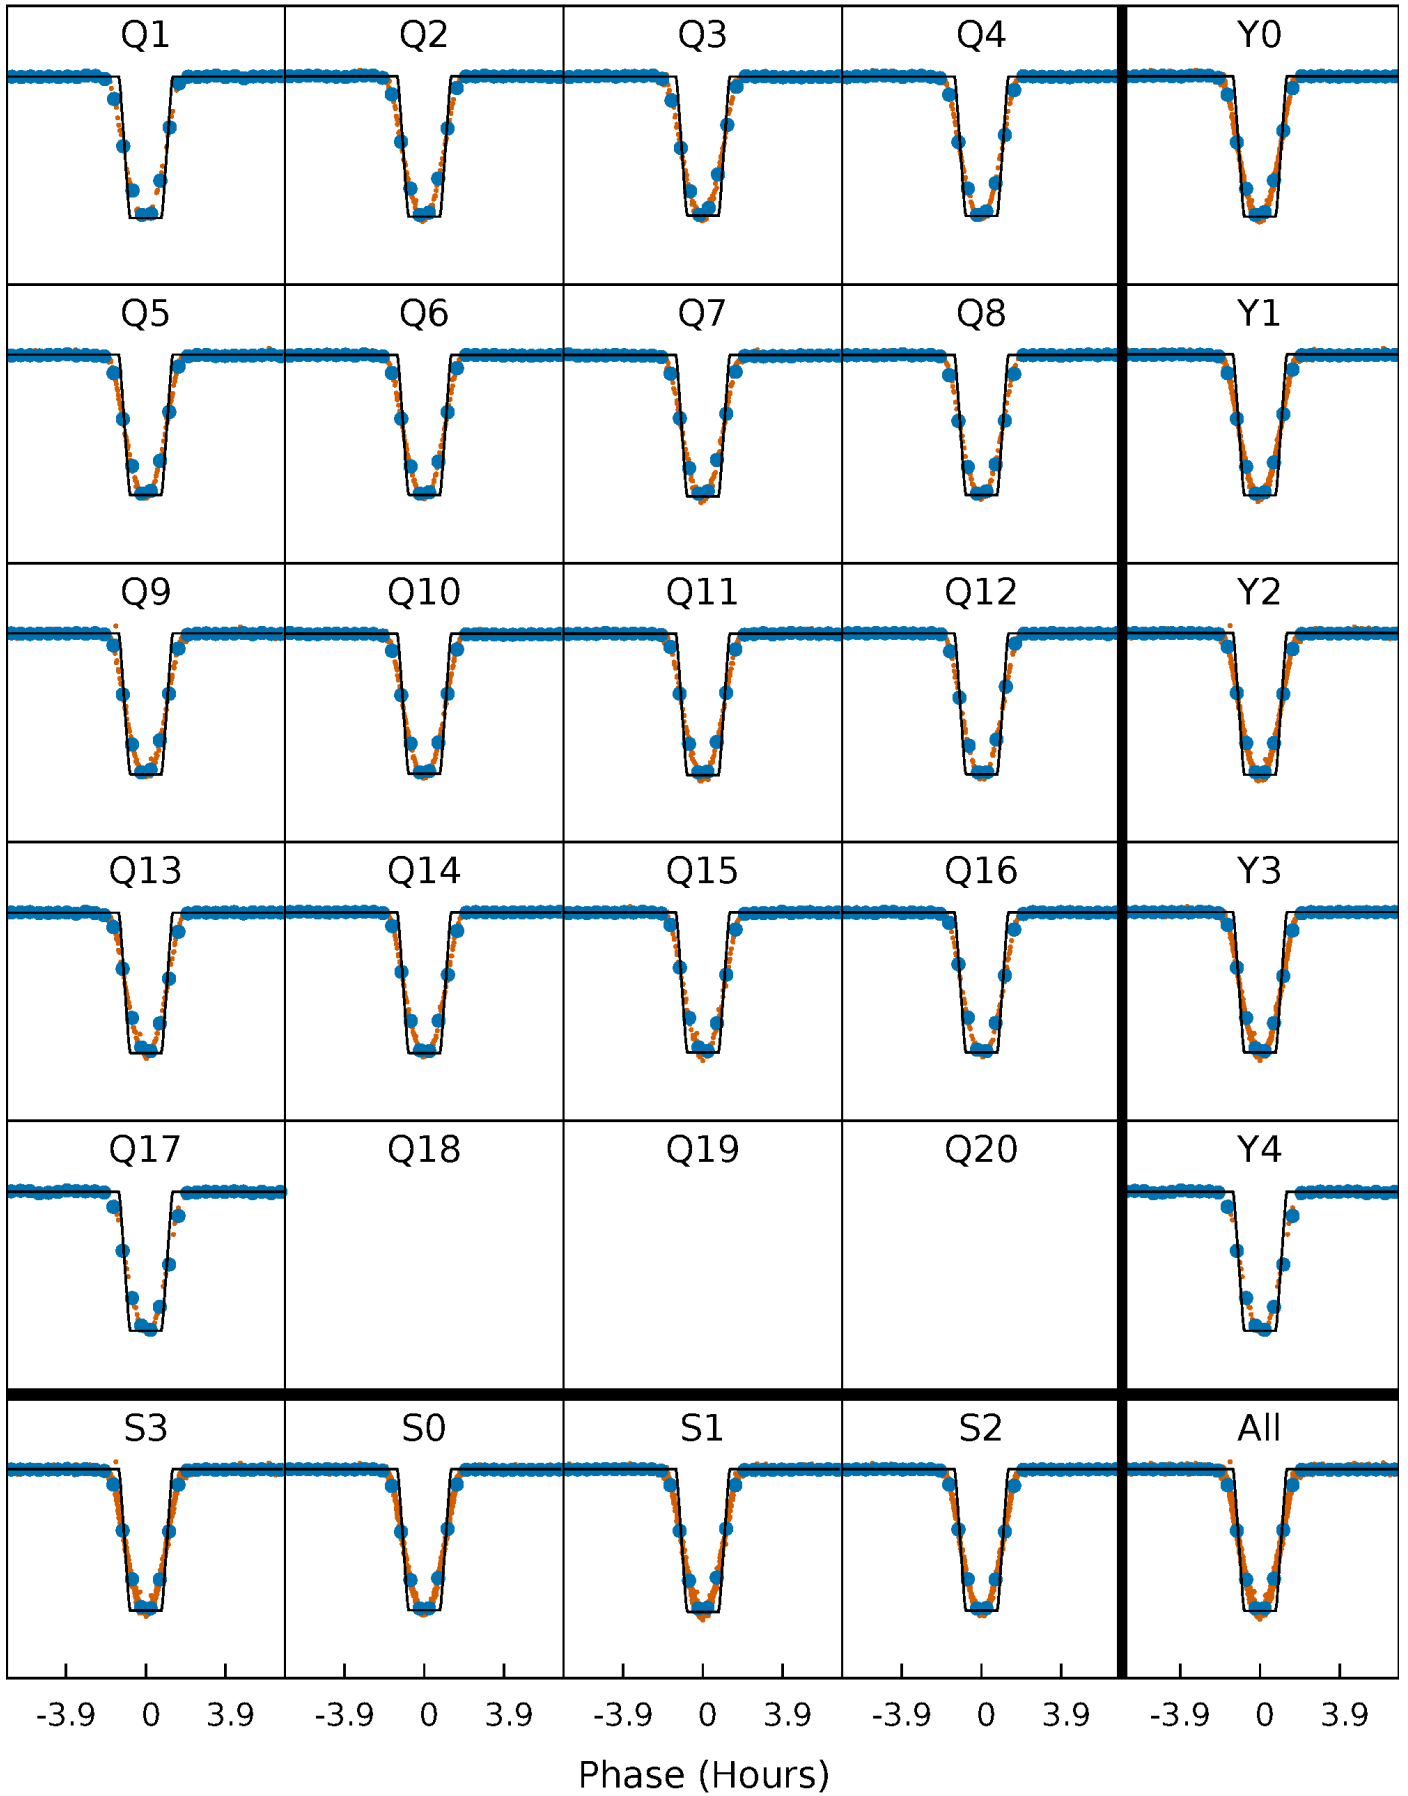 Q1 Q2 Q3 Q4 Y0
Q5 Q6 Q7 Q8 Y1
Q9 Q10 Q11 Q12 Y2
Q13 Q14 Q15 Q16 Y3
Q17 Q18 Q19 Q20 Y4
S3 S0 S1 S2 All
-3.9 0 3.9 -3.9 0 3.9 -3.9 0 3.9 -3.9 0 3.9 -3.9 0 3.9
Phase (Hours)